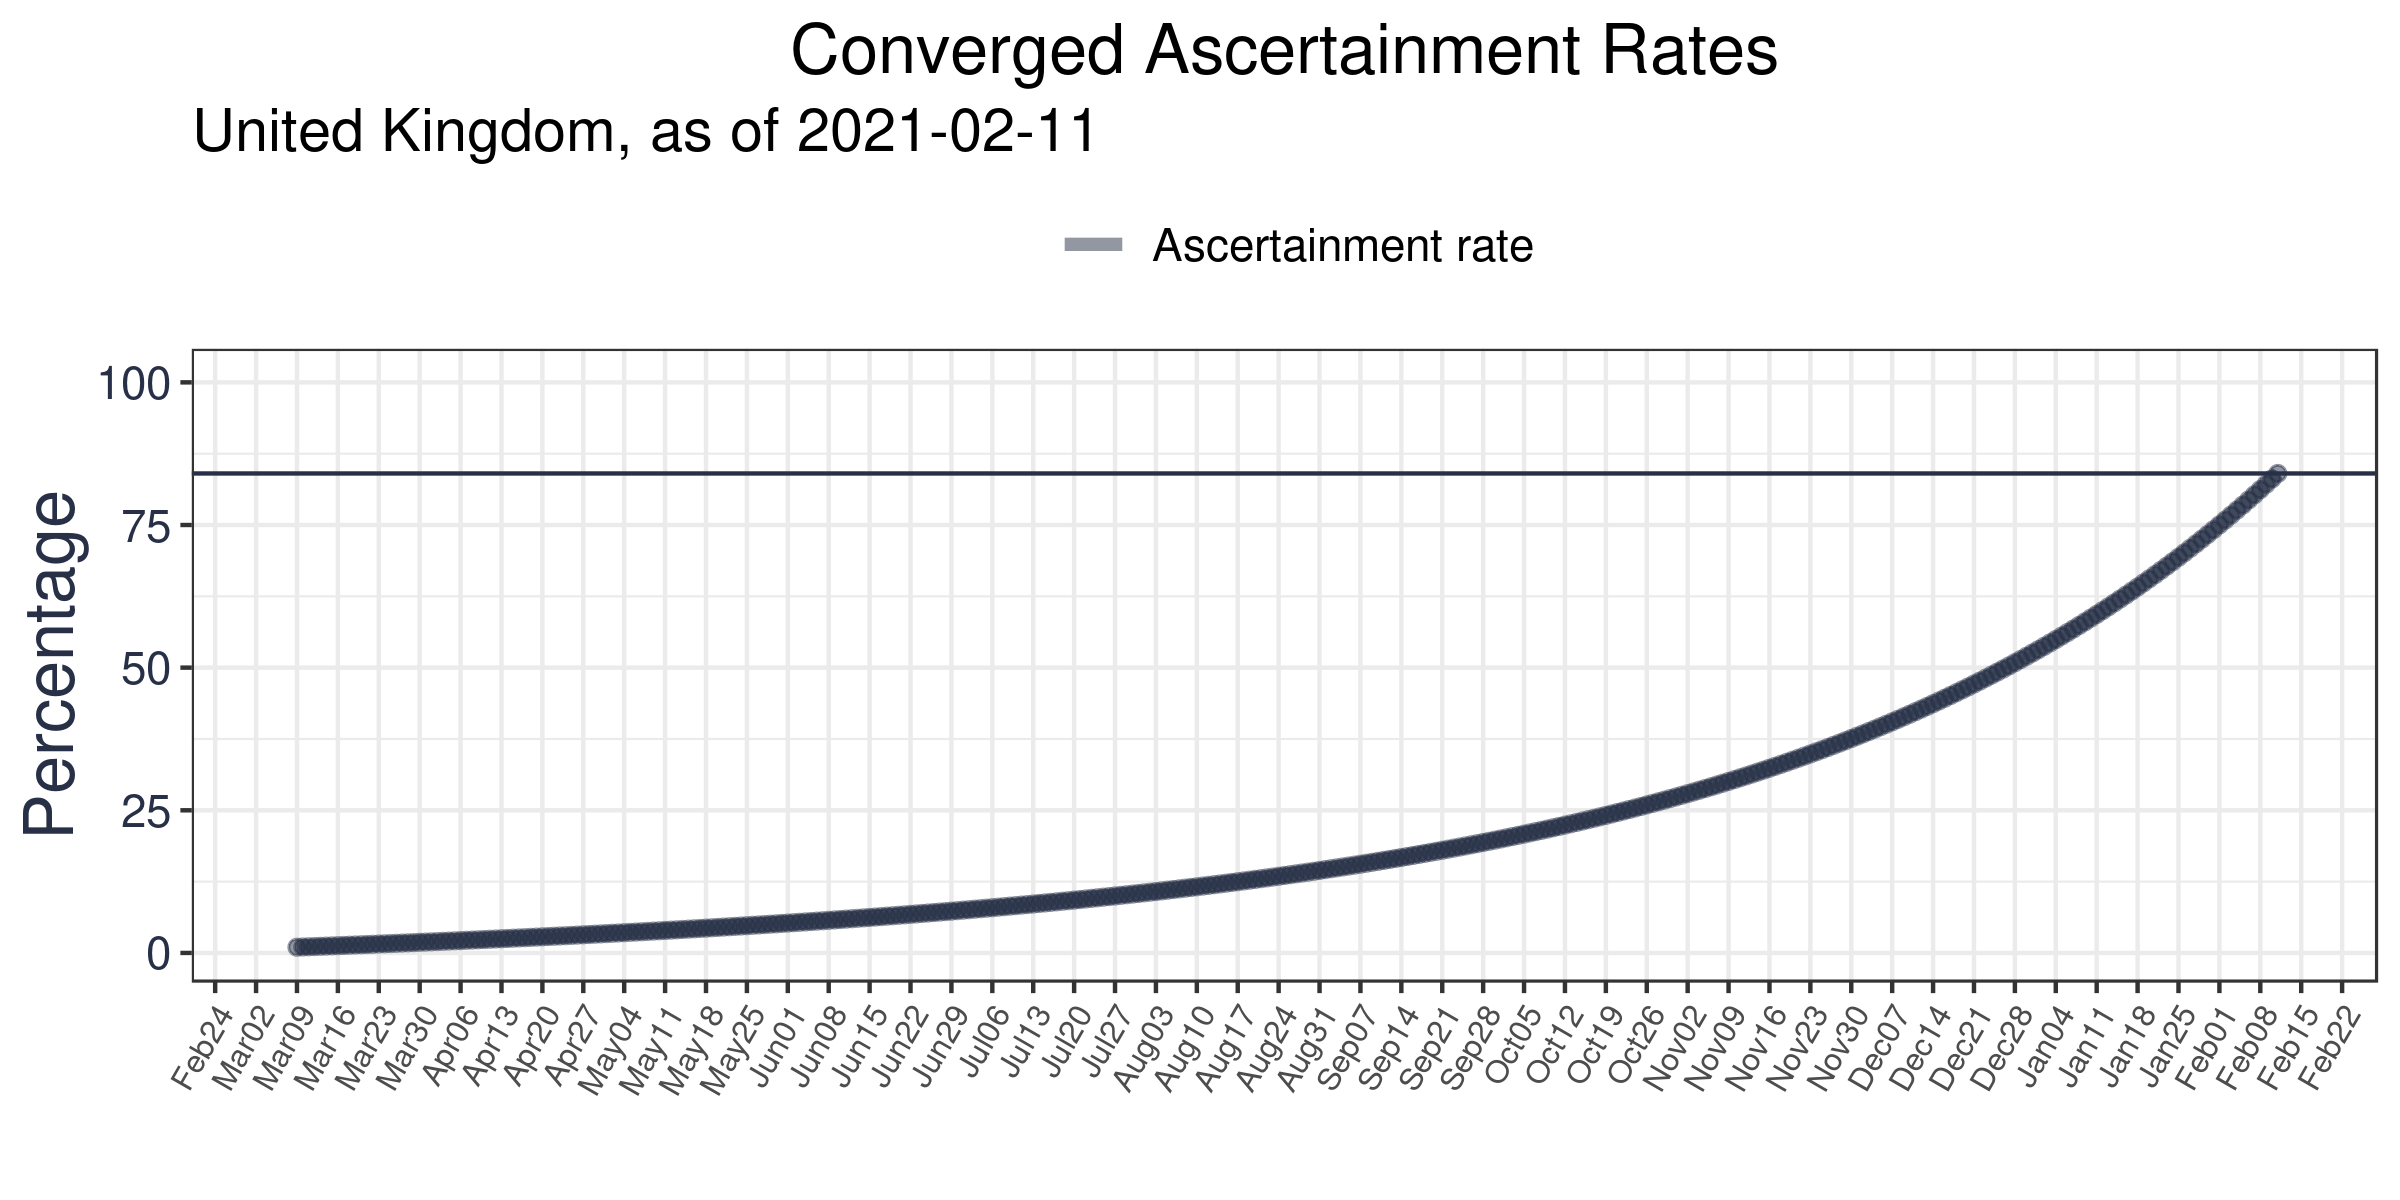 Converged Ascertainment Rates
United Kingdom, as of 2021-02-11
Ascertainment rate
Percentage
100
75
50
25
0
Feb24
Mar02
Mar09
Mar16
Mar23
Mar30
Apr06
Apr13
Apr20
Apr27
May04
May11
May18
May25
Jun01
Jun08
Jun15
Jun22
Jun29
Jul06
Jul13
Jul20
Jul27
Aug03
Aug10
Aug17
Aug24
Aug31
Sep07
Sep14
Sep21
Sep28
Oct05
Oct12
Oct19
Oct26
Nov02
Nov09
Nov16
Nov23
Nov30
Dec07
Dec14
Dec21
Dec28
Jan04
Jan11
Jan18
Jan25
Feb01
Feb08
Feb15
Feb22